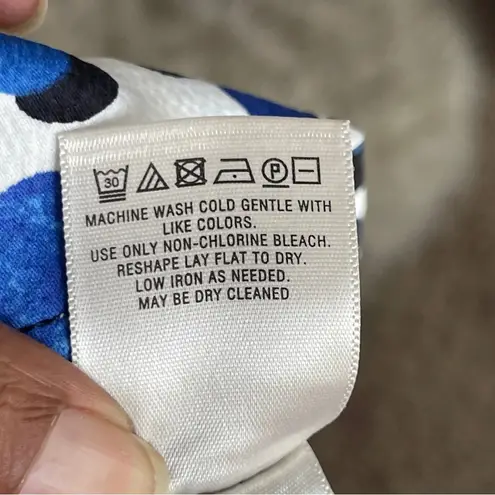 30 P
MACHINE WASH COLD GENTLE WITH
LIKE COLORS.
USE ONLY NON-CHLORINE BLEACH.
RESHAPE LAY FLAT TO DRY.
LOW IRON AS NEEDED.
MAY BE DRY CLEANED